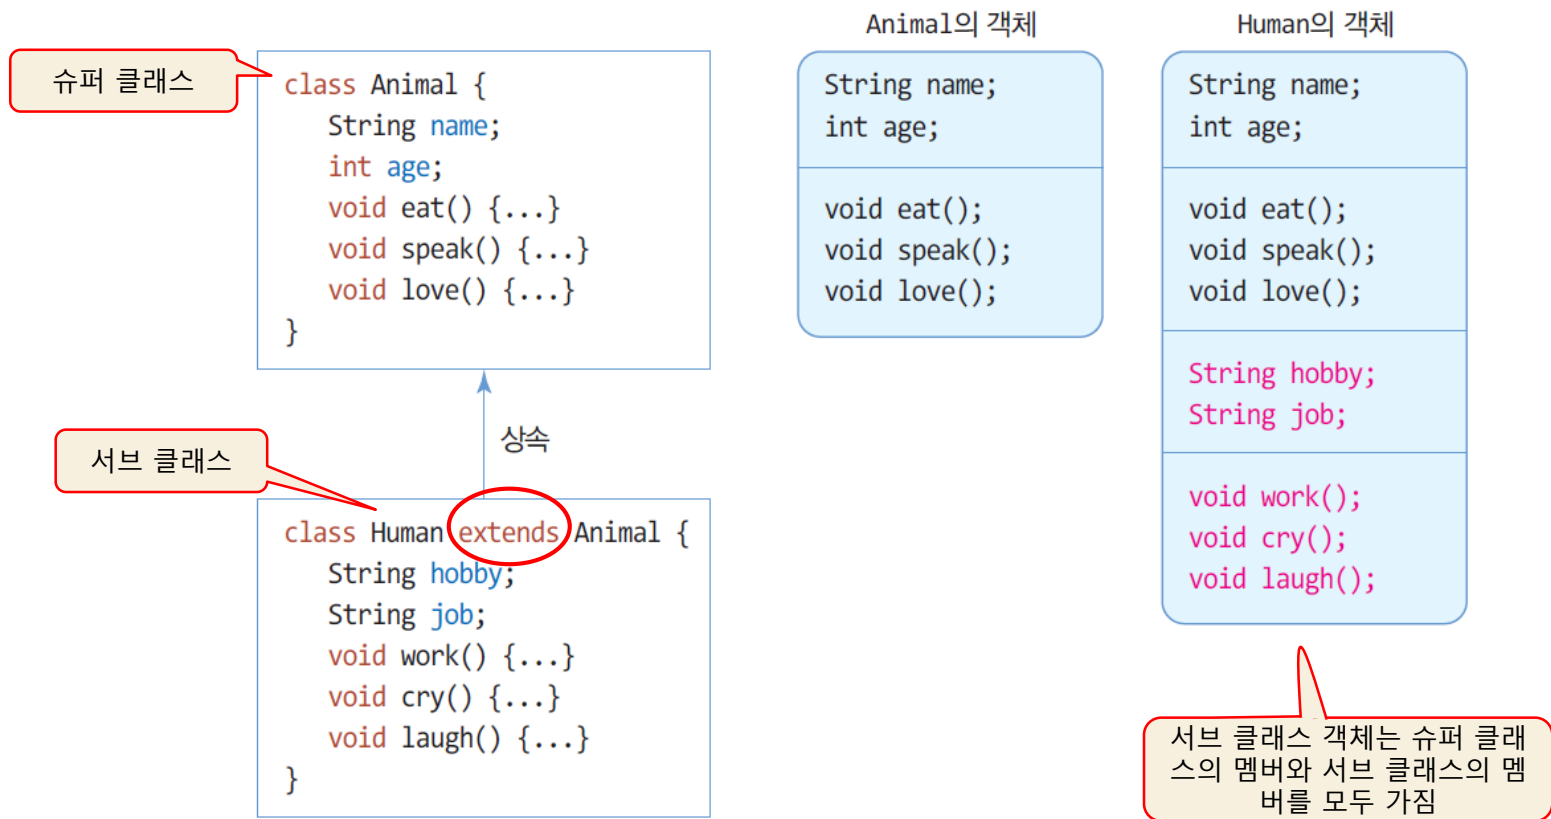 슈퍼 클래스
class Animal {
String name;
int age;
void eat() {...}
void speak() {...}
void love() {...}
}
상속
서브 클래스
class Human extends Animal {
String hobby;
String job;
void work() {...}
void cry() {...}
void laugh() {...}
}
Animal의 객체
String name;
int age;
void eat();
void speak();
void love();
Human의 객체
String name;
int age;
void eat();
void speak();
void love();
String hobby;
String job;
void work();
void cry();
void laugh();
서브 클래스 객체는 슈퍼 클래
스의 멤버와 서브 클래스의 멤
버를 모두 가짐